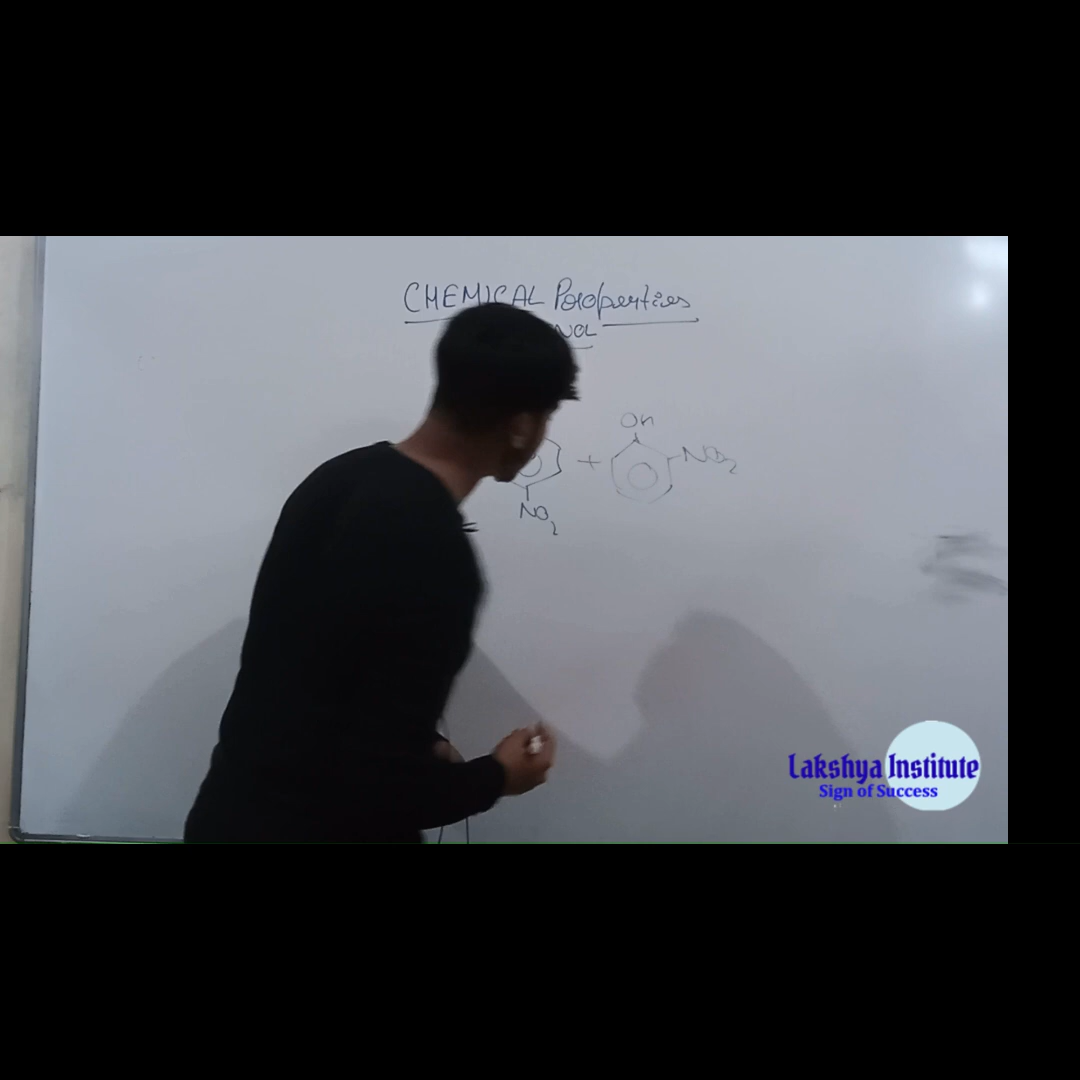 CHEMICAL Properties
OH
NO2
+
NO2
Lakshya Institute
Sign of Success